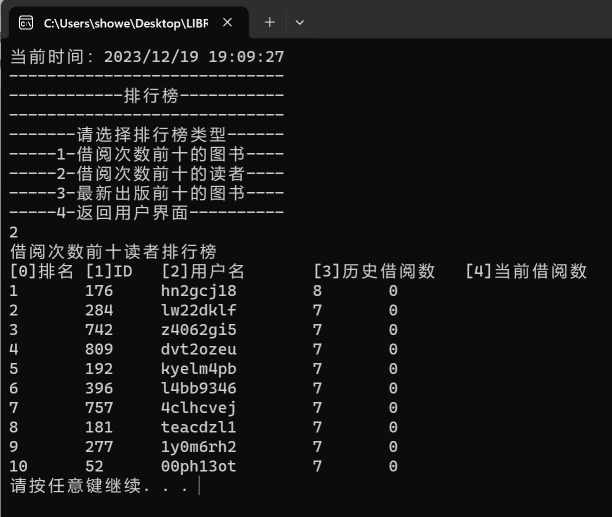 C:\Users\showe\Desktop\LIBR
当前时间: 2023/12/19 19:09:27
-----------------------------
------------排行榜-----------
-----------------------------
-------请选择排行榜类型------
-----1-借阅次数前十的图书----
-----2-借阅次数前十的读者----
-----3-最新出版前十的图书----
-----4-返回用户界面----------
2
借阅次数前十读者排行榜
[0]排名 [1]ID [2]用户名 [3]历史借阅数 [4]当前借阅数
1 176 hn2gcj18 8 0
2 284 lw22dklf 7 0
3 742 z4062gi5 7 0
4 809 dvt2ozeu 7 0
5 192 kyelm4pb 7 0
6 396 l4bb9346 7 0
7 757 4clhcvej 7 0
8 181 teacdzl1 7 0
9 277 1y0m6rh2 7 0
10 52 00ph13ot 7 0
请按任意键继续. . .